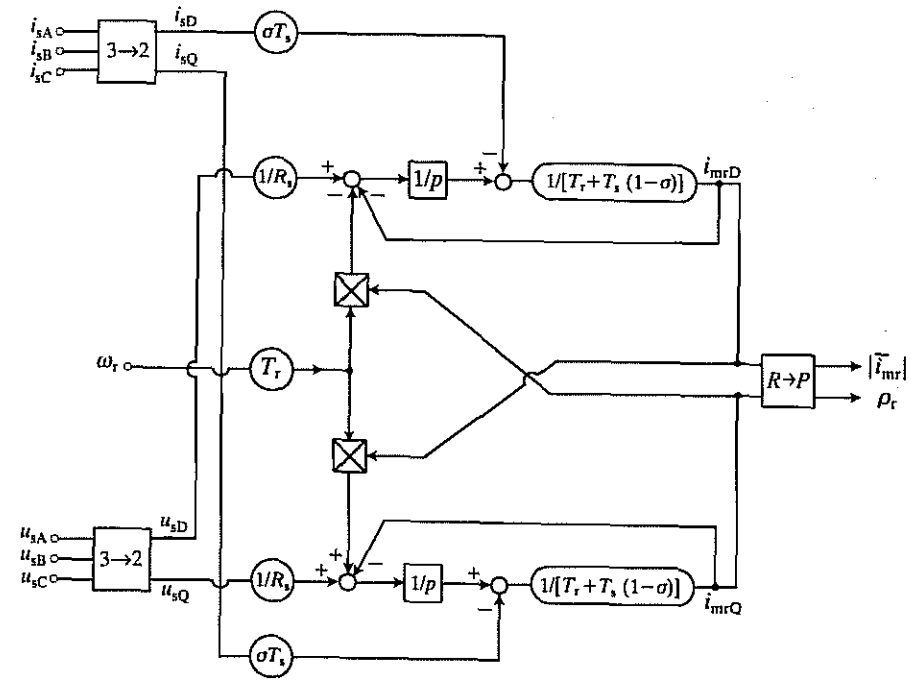 i_sA
i_sB
i_sC
3→2
i_sD
i_sQ
σT_s
−
1/R_s
+
−
−
1/p
+
1/[T_r+T_s (1−σ)]
i_mrD
ω_r
T_r
R→P
|i̅_mr|
ρ_r
u_sA
u_sB
u_sC
3→2
u_sD
u_sQ
1/R_s
+
+
−
1/p
+
−
1/[T_r+T_s (1−σ)]
i_mrQ
σT_s